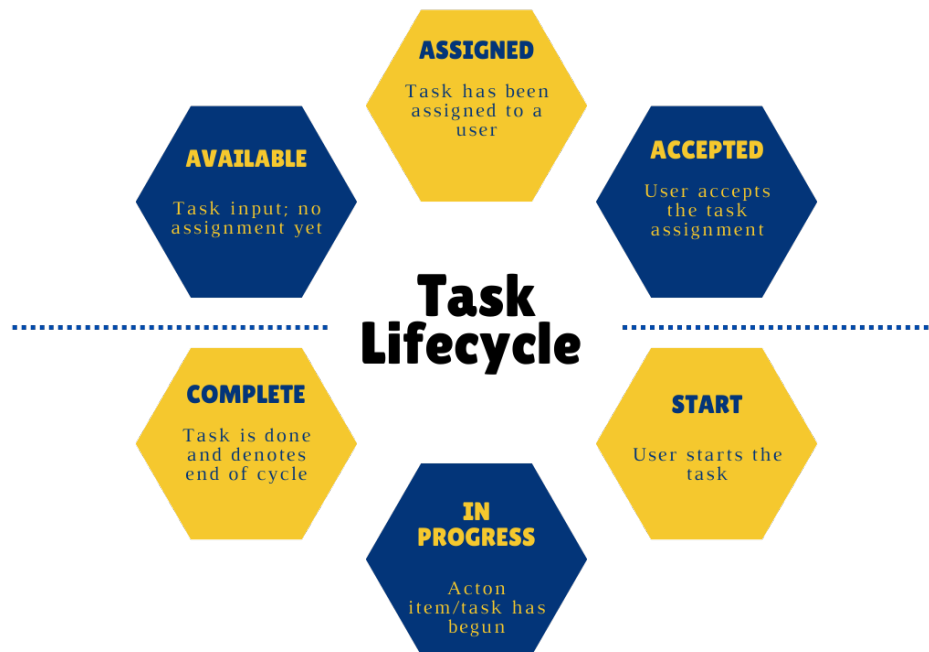 ASSIGNED
Task has been
assigned to a
user
AVAILABLE
Task input; no
assignment yet
ACCEPTED
User accepts
the task
assignment
Task
Lifecycle
COMPLETE
Task is done
and denotes
end of cycle
START
User starts the
task
IN
PROGRESS
Acton
item/task has
begun